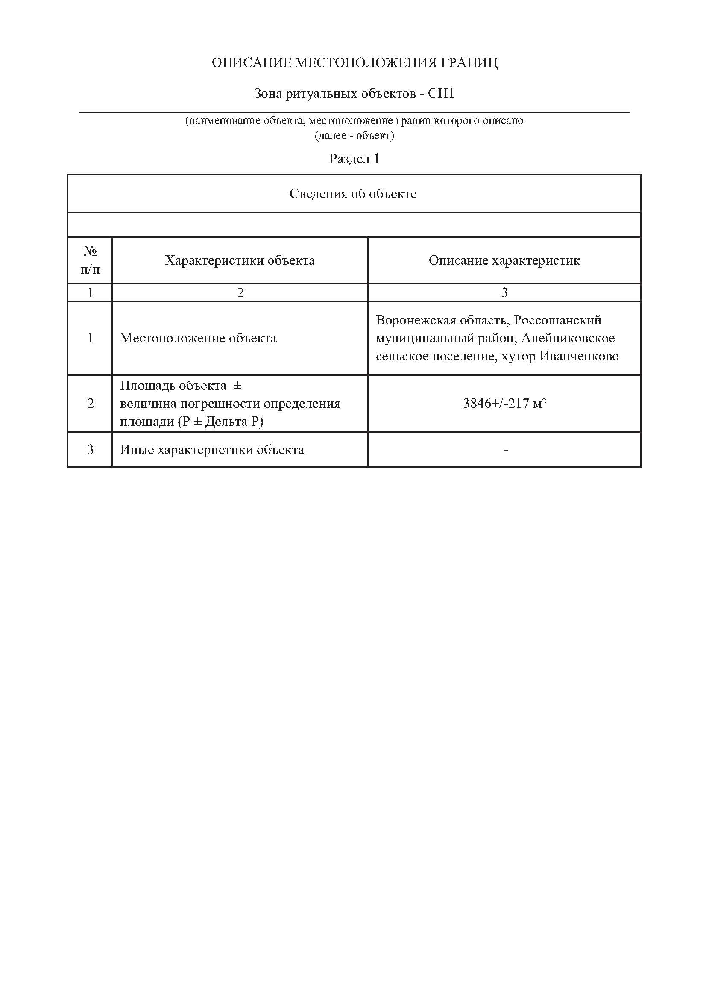 ОПИСАНИЕ МЕСТОПОЛОЖЕНИЯ ГРАНИЦ
Зона ритуальных объектов - СН1
(наименование объекта, местоположение границ которого описано
(далее - объект)
Раздел 1
Сведения об объекте
№
п/п
Характеристики объекта
Описание характеристик
1
2
3
1
Местоположение объекта
Воронежская область, Россошанский
муниципальный район, Алейниковское
сельское поселение, хутор Иванченково
2
Площадь объекта ±
величина погрешности определения
площади (P ± Дельта P)
3846+/-217 м²
3
Иные характеристики объекта
-